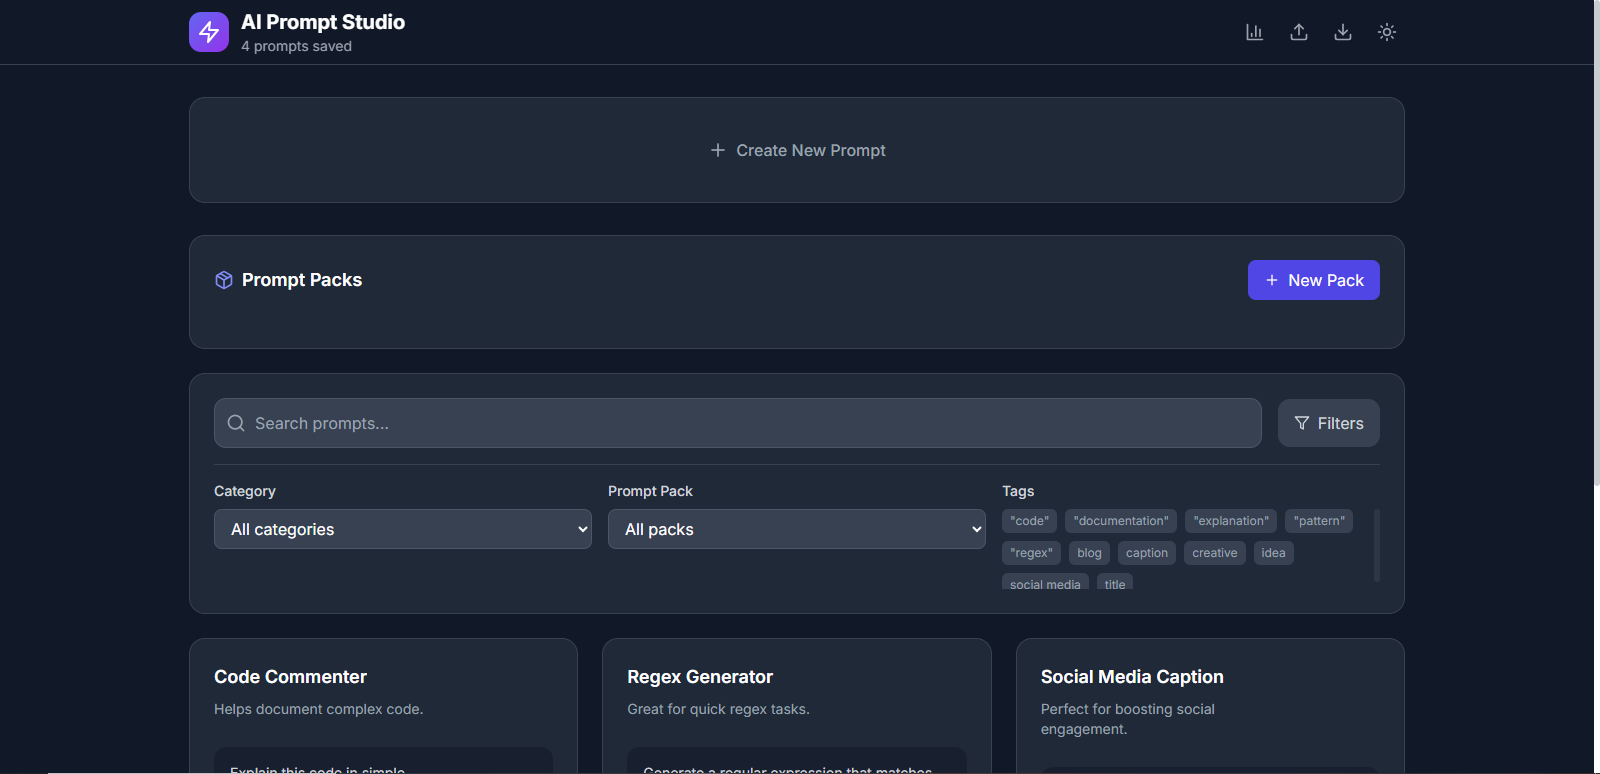 AI Prompt Studio
4 prompts saved
Create New Prompt
Prompt Packs
New Pack
Search prompts...
Filters
Category
Prompt Pack
Tags
All categories
All packs
"code" "documentation" "explanation" "pattern"
"regex" blog caption creative idea
social media title
Code Commenter
Helps document complex code.
Explain this code in simple
Regex Generator
Great for quick regex tasks.
Generate a regular expression that matches
Social Media Caption
Perfect for boosting social
engagement.